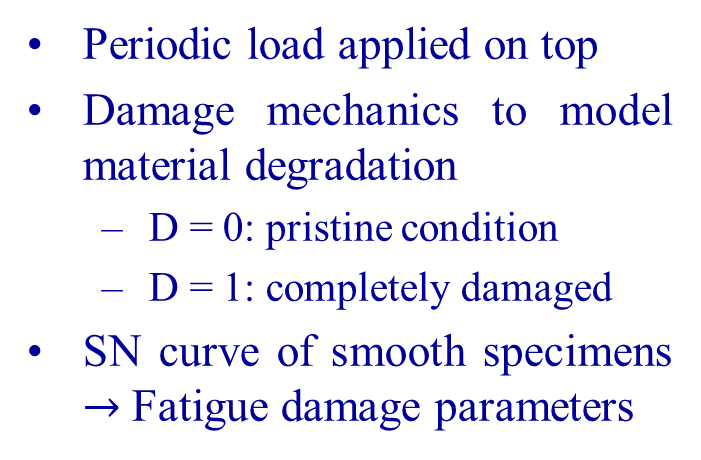 • Periodic load applied on top
• Damage mechanics to model
material degradation
– D = 0: pristine condition
– D = 1: completely damaged
• SN curve of smooth specimens
→ Fatigue damage parameters